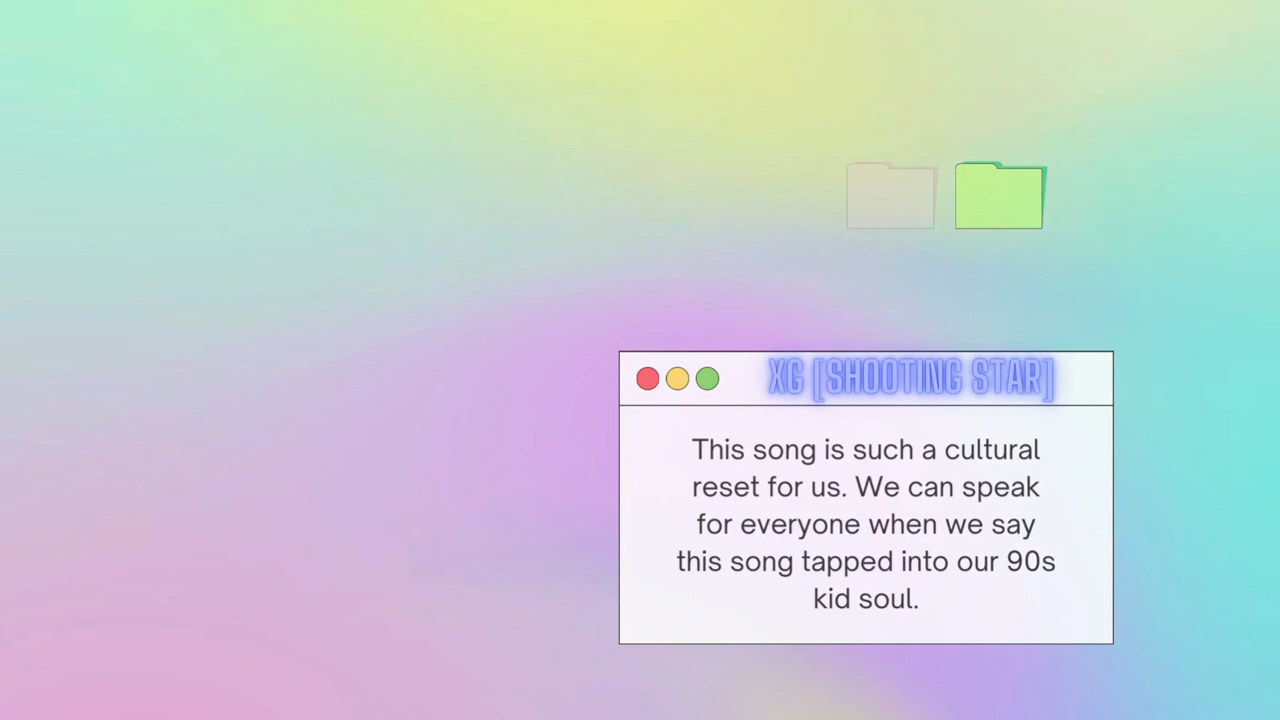 XG [SHOOTING STAR]
This song is such a cultural
reset for us. We can speak
for everyone when we say
this song tapped into our 90s
kid soul.